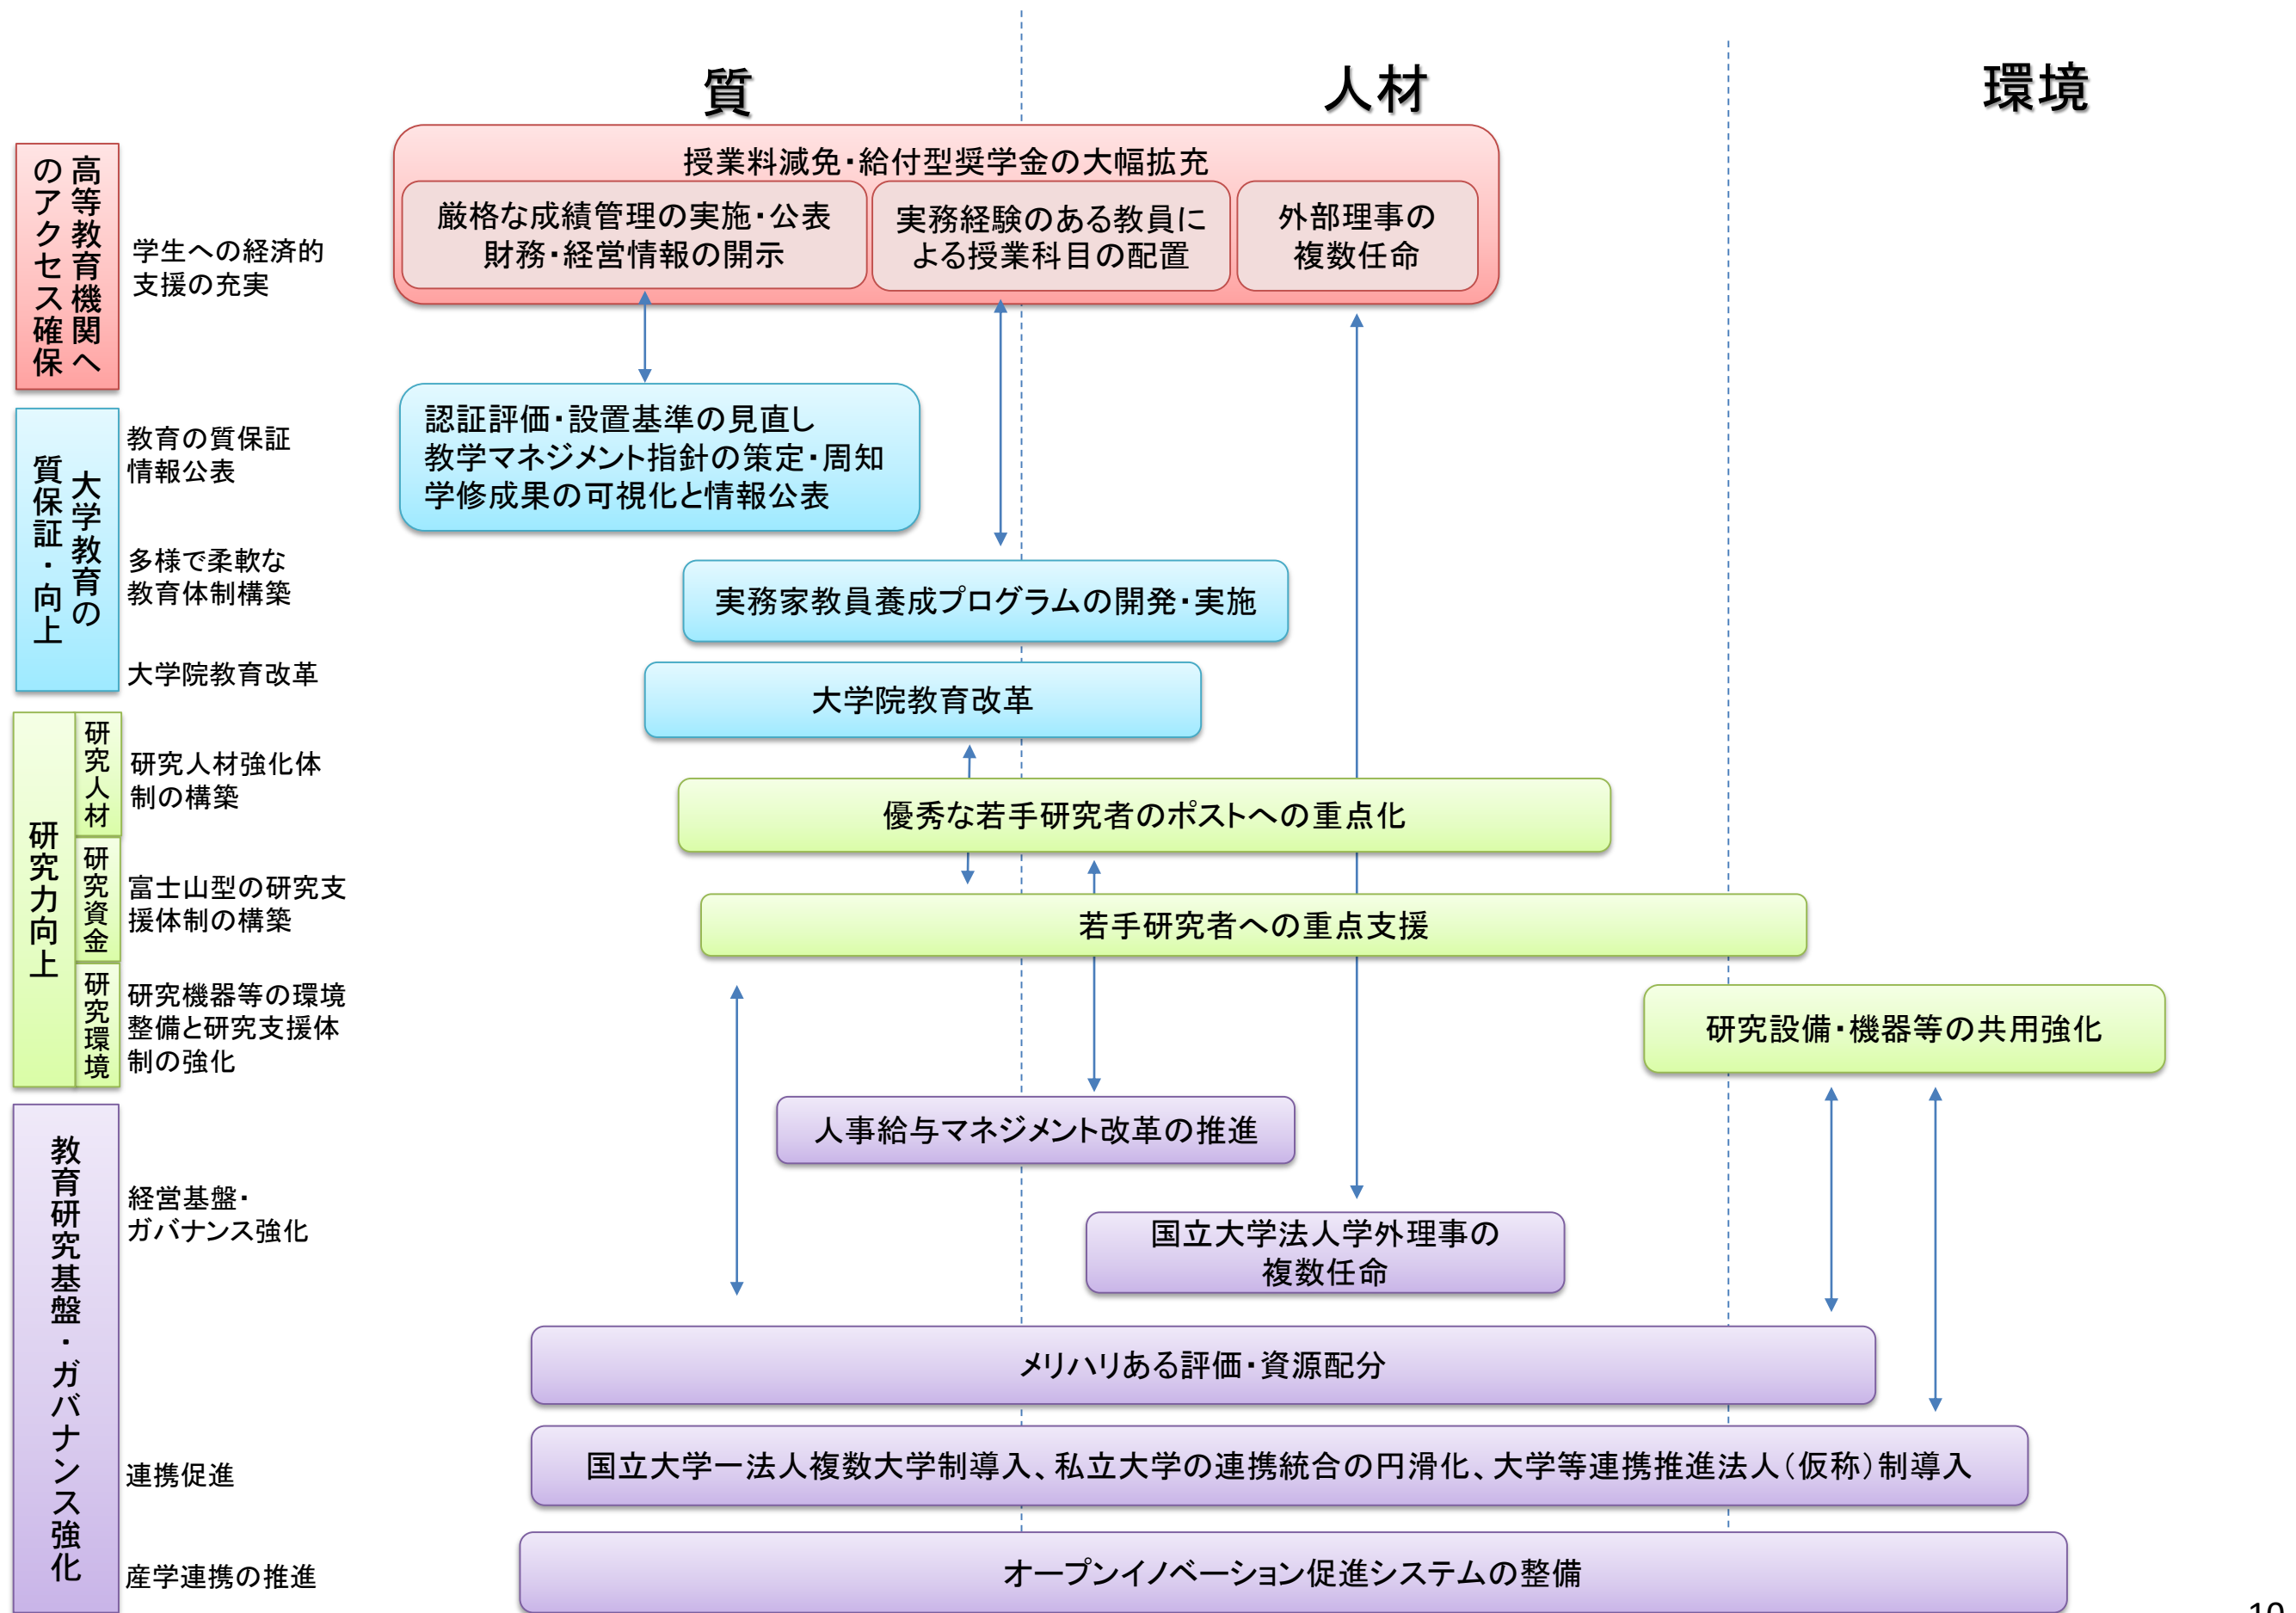 質
人材
環境
高等教育機関へ
のアクセス確保
学生への経済的
支援の充実
授業料減免・給付型奨学金の大幅拡充
厳格な成績管理の実施・公表
財務・経営情報の開示
実務経験のある教員に
よる授業科目の配置
外部理事の
複数任命
大学教育の
質保証・向上
教育の質保証
情報公表
認証評価・設置基準の見直し
教学マネジメント指針の策定・周知
学修成果の可視化と情報公表
多様で柔軟な
教育体制構築
実務家教員養成プログラムの開発・実施
大学院教育改革
大学院教育改革
研究力向上
研究人材
研究人材強化体
制の構築
優秀な若手研究者のポストへの重点化
研究資金
富士山型の研究支
援体制の構築
若手研究者への重点支援
研究環境
研究機器等の環境
整備と研究支援体
制の強化
研究設備・機器等の共用強化
教育研究基盤・ガバナンス強化
経営基盤・
ガバナンス強化
人事給与マネジメント改革の推進
国立大学法人学外理事の
複数任命
メリハリある評価・資源配分
連携促進
国立大学一法人複数大学制導入、私立大学の連携統合の円滑化、大学等連携推進法人（仮称）制導入
産学連携の推進
オープンイノベーション促進システムの整備
10